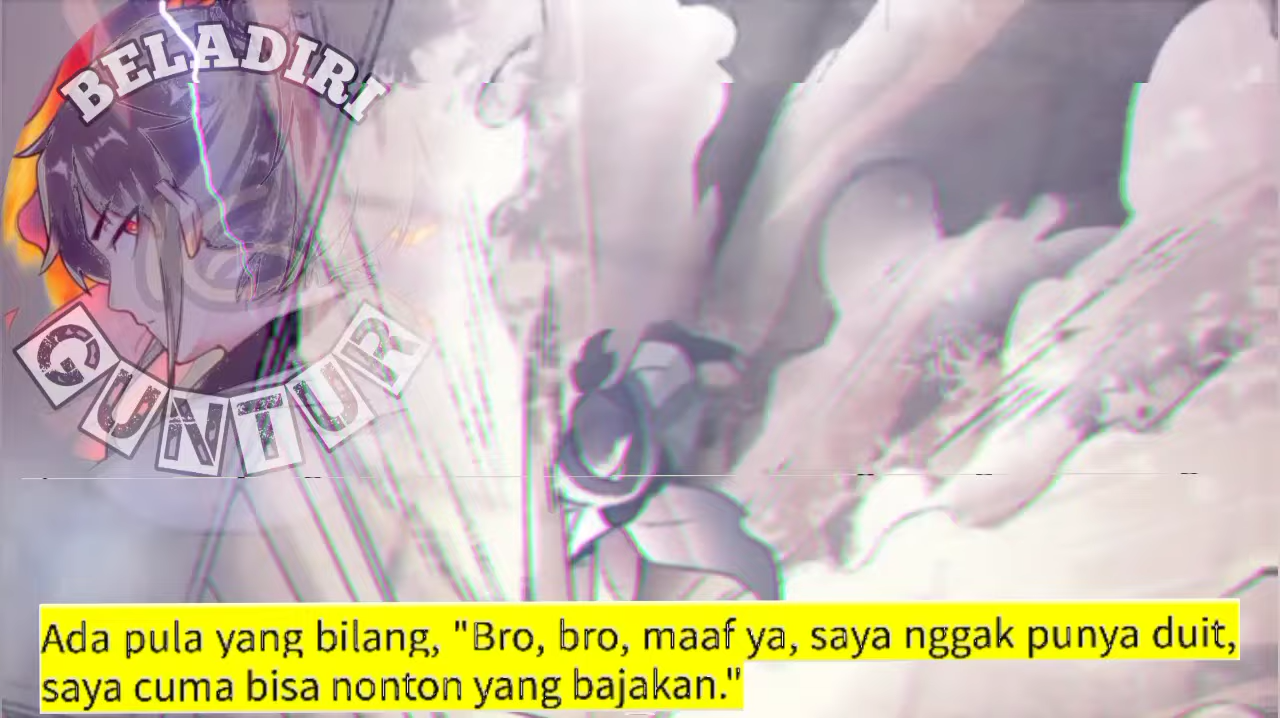 BELADIRI
GUNTUR
Ada pula yang bilang, "Bro, bro, maaf ya, saya nggak punya duit,
saya cuma bisa nonton yang bajakan."